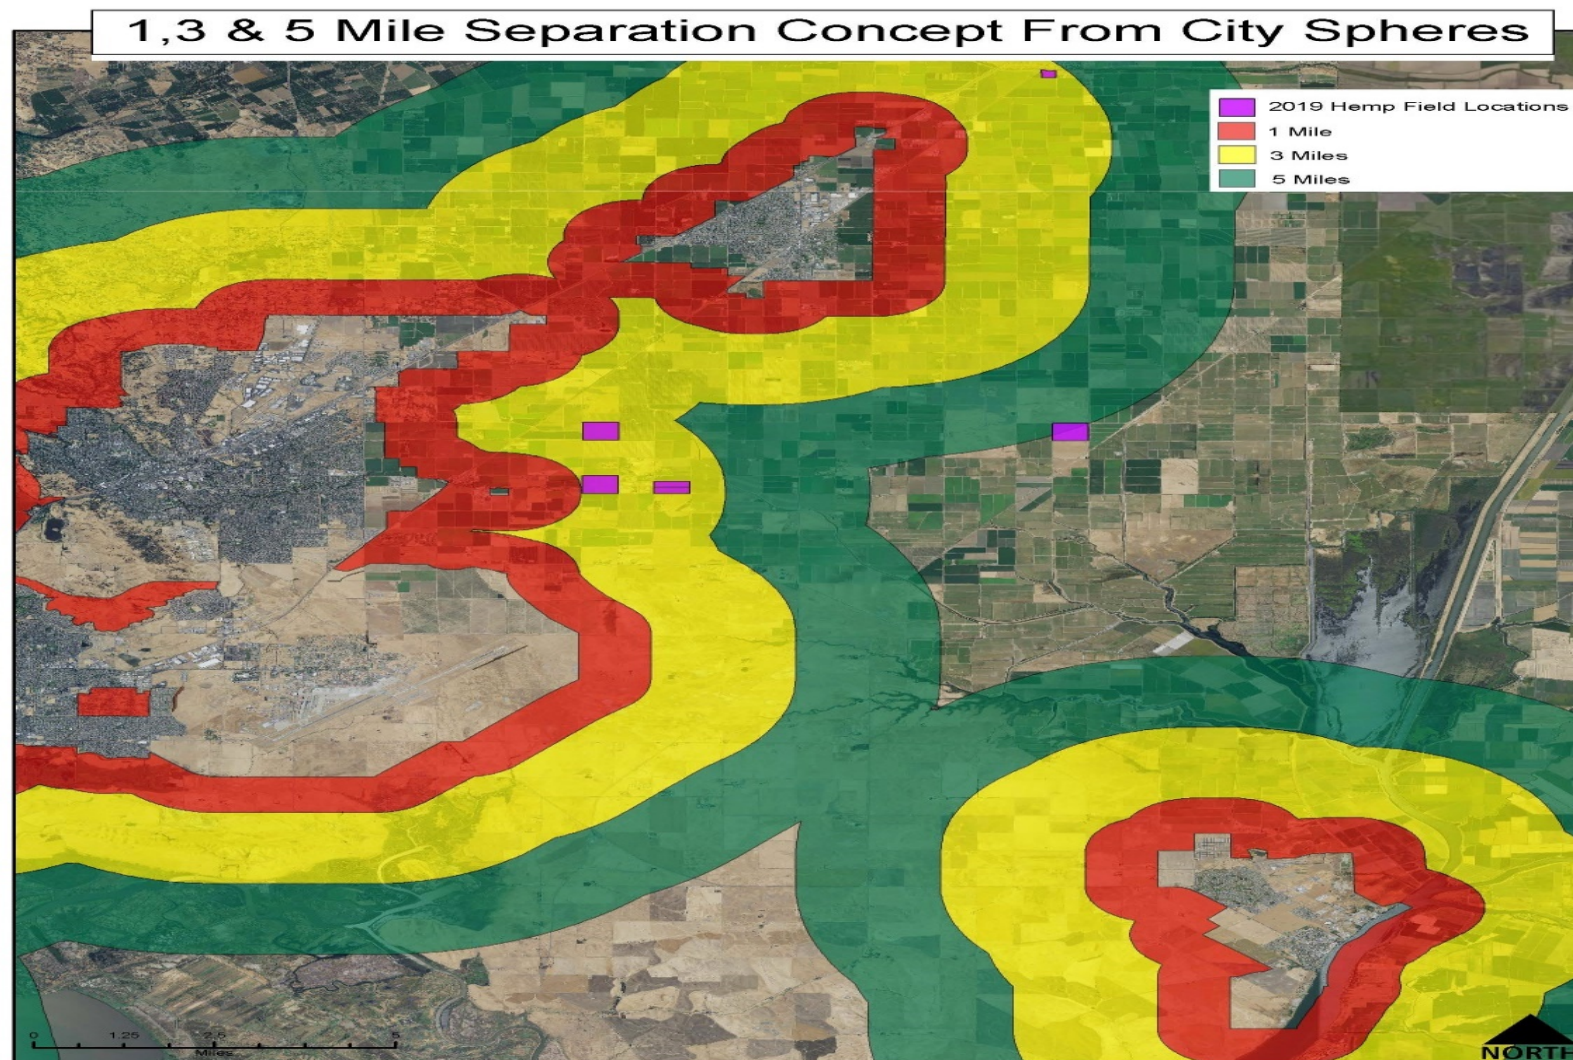 1,3 & 5 Mile Separation Concept From City Spheres
2019 Hemp Field Locations
1 Mile
3 Miles
5 Miles
0 1.25 2.5 5
Miles
NORTH